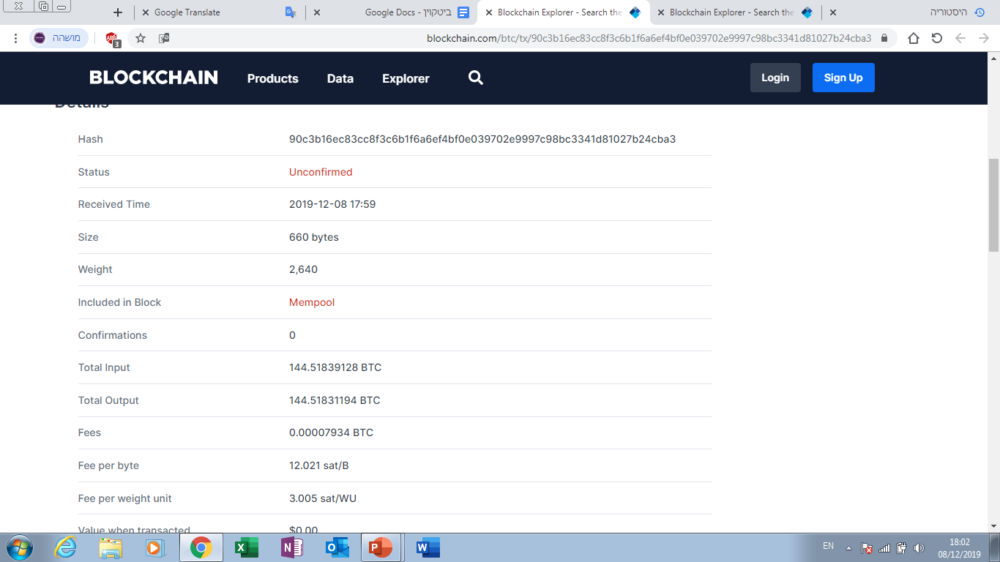 Google Translate
Google Docs - ביטקוין
Blockchain Explorer - Search the
Blockchain Explorer - Search the
היסטוריה
מושהה
3
blockchain.com/btc/tx/90c3b16ec83cc8f3c6b1f6a6ef4bf0e039702e9997c98bc3341d81027b24cba3
BLOCKCHAIN Products Data Explorer Login Sign Up
Details
Hash 90c3b16ec83cc8f3c6b1f6a6ef4bf0e039702e9997c98bc3341d81027b24cba3
Status Unconfirmed
Received Time 2019-12-08 17:59
Size 660 bytes
Weight 2,640
Included in Block Mempool
Confirmations 0
Total Input 144.51839128 BTC
Total Output 144.51831194 BTC
Fees 0.00007934 BTC
Fee per byte 12.021 sat/B
Fee per weight unit 3.005 sat/WU
Value when transacted $0.00
EN 18:02
08/12/2019